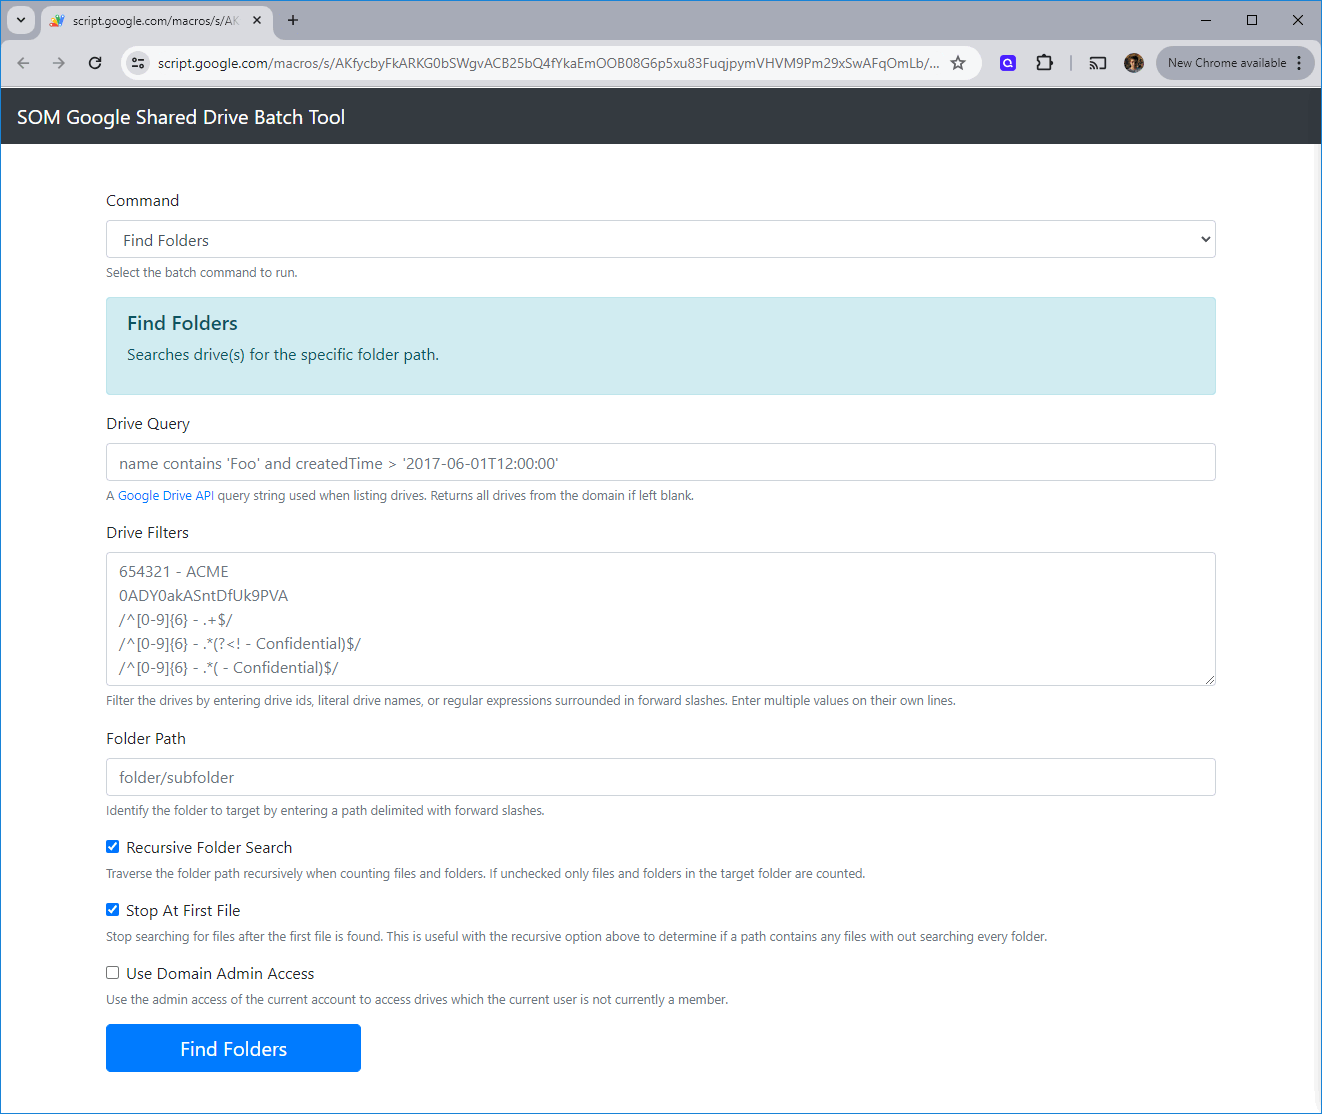 script.google.com/macros/s/AK
script.google.com/macros/s/AKfycbyFkARKG0bSWgvACB25bQ4fYkaEmOOB08G6p5xu83FuqjpymVHVM9Pm29xSwAFqOmLb/...
New Chrome available
SOM Google Shared Drive Batch Tool
Command
Find Folders
Select the batch command to run.
Find Folders
Searches drive(s) for the specific folder path.
Drive Query
name contains 'Foo' and createdTime > '2017-06-01T12:00:00'
A Google Drive API query string used when listing drives. Returns all drives from the domain if left blank.
Drive Filters
654321 - ACME
0ADY0akASntDfUk9PVA
/^[0-9]{6} - .+$/
/^[0-9]{6} - .*(?<! - Confidential)$/
/^[0-9]{6} - .*( - Confidential)$/
Filter the drives by entering drive ids, literal drive names, or regular expressions surrounded in forward slashes. Enter multiple values on their own lines.
Folder Path
folder/subfolder
Identify the folder to target by entering a path delimited with forward slashes.
Recursive Folder Search
Traverse the folder path recursively when counting files and folders. If unchecked only files and folders in the target folder are counted.
Stop At First File
Stop searching for files after the first file is found. This is useful with the recursive option above to determine if a path contains any files with out searching every folder.
Use Domain Admin Access
Use the admin access of the current account to access drives which the current user is not currently a member.
Find Folders